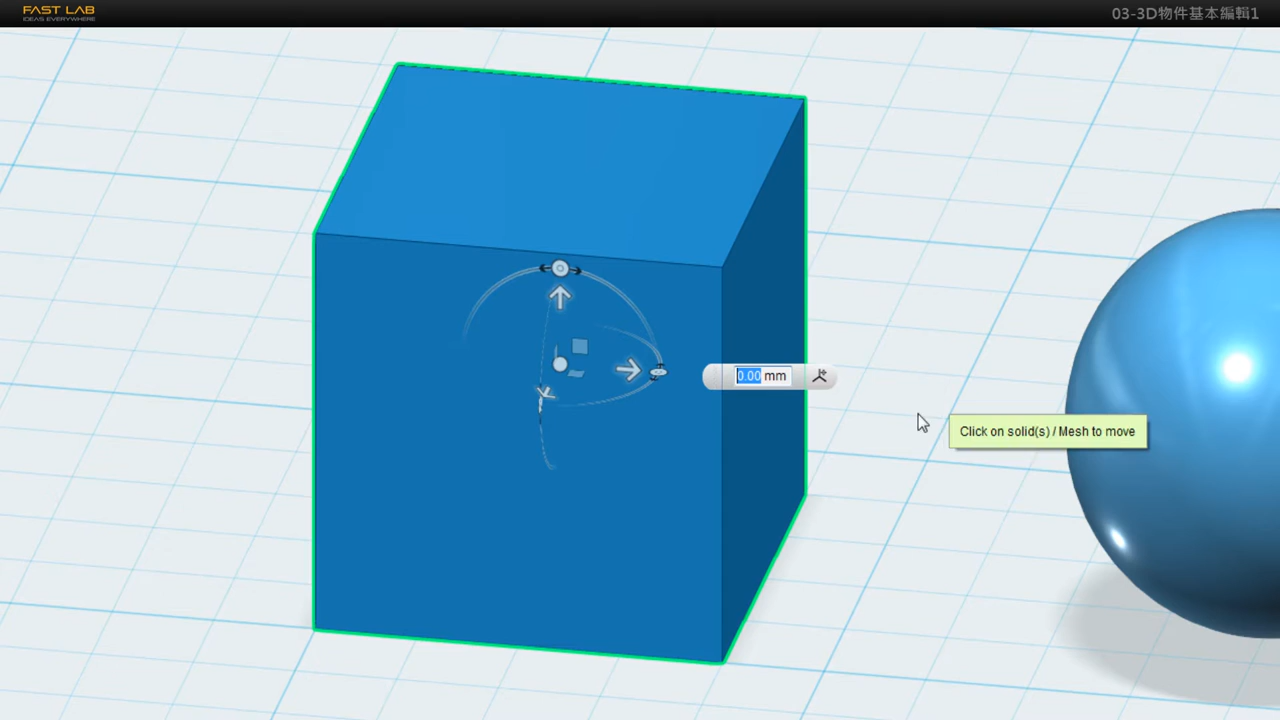 FAST LAB
IDEAS EVERYWHERE
03-3D物件基本編輯1
0.00 mm
Click on solid(s) / Mesh to move